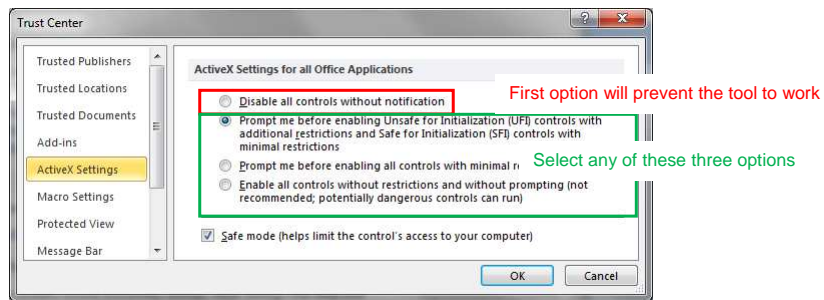 Trust Center
Trusted Publishers
Trusted Locations
Trusted Documents
Add-ins
ActiveX Settings
Macro Settings
Protected View
Message Bar
ActiveX Settings for all Office Applications
Disable all controls without notification
First option will prevent the tool to work
Prompt me before enabling Unsafe for Initialization (UFI) controls with
additional restrictions and Safe for Initialization (SFI) controls with
minimal restrictions
Prompt me before enabling all controls with minimal
Select any of these three options
Enable all controls without restrictions and without prompting (not
recommended; potentially dangerous controls can run)
Safe mode (helps limit the control's access to your computer)
OK
Cancel